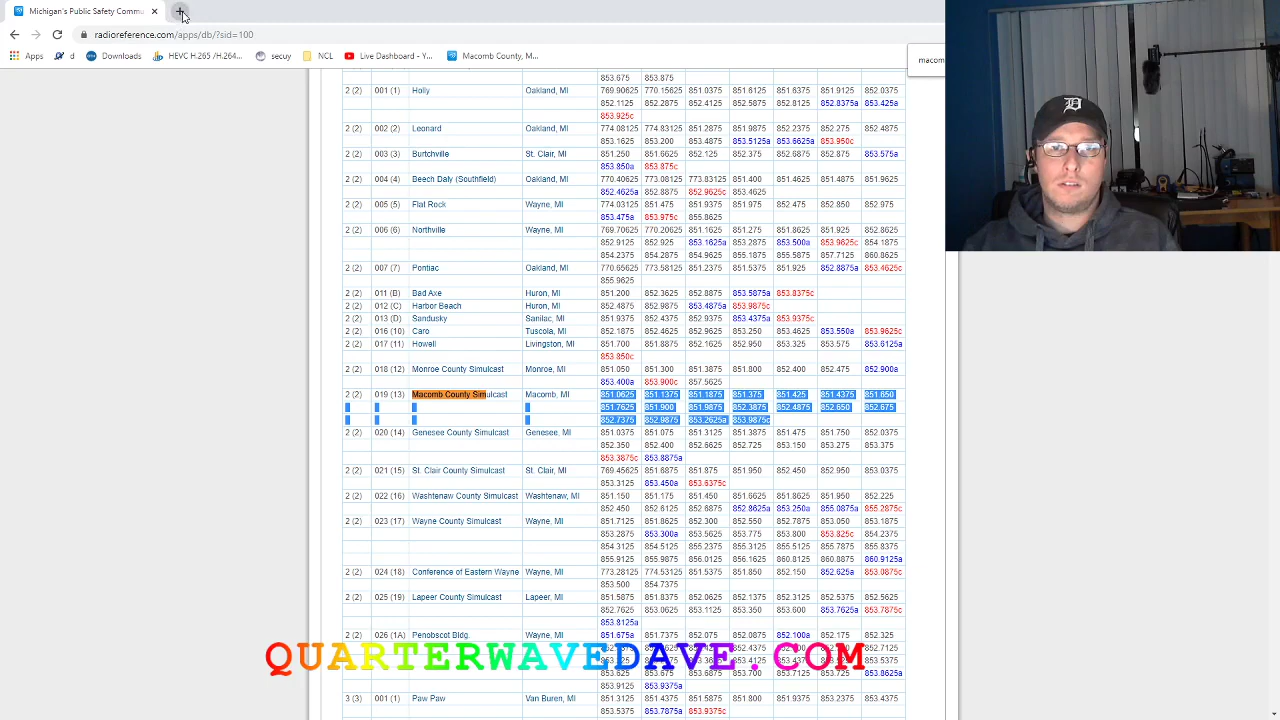 Michigan's Public Safety Commu
radioreference.com/apps/db/?sid=100
Apps d Downloads HEVC H.265 /H.264... secuy NCL Live Dashboard - Y... Macomb County, M...
macom
853.675 853.875
2 (2) 001 (1) Holly Oakland, MI 769.90625 770.15625 851.0375 851.6125 851.6375 851.9125 852.0375
852.1125 852.2875 852.4125 852.5875 852.8125 852.8375a 853.425a
853.925c
2 (2) 002 (2) Leonard Oakland, MI 774.08125 774.83125 851.2875 851.9875 852.2375 852.275 852.4875
853.1625 853.200 853.4875 853.5125a 853.6625a 853.950c
2 (2) 003 (3) Burtchville St. Clair, MI 851.250 851.6625 852.125 852.375 852.6875 852.875 853.575a
853.850a 853.875c
2 (2) 004 (4) Beech Daly (Southfield) Oakland, MI 770.40625 773.08125 773.83125 851.400 851.4625 851.4875 851.9625
852.4625a 852.8875 852.9625c 853.4625
2 (2) 005 (5) Flat Rock Wayne, MI 774.03125 851.475 851.9375 851.975 852.475 852.850 852.975
853.475a 853.975c 855.8625
2 (2) 006 (6) Northville Wayne, MI 769.70625 770.20625 851.1625 851.275 851.8625 851.925 852.8625
852.9125 852.925 853.1625a 853.2875 853.500a 853.9625c 854.1875
854.2375 854.2875 854.9625 855.1875 855.5875 857.7125 860.8625
2 (2) 007 (7) Pontiac Oakland, MI 770.65625 773.58125 851.2375 851.5375 851.925 852.8875a 853.4625c
855.9625
2 (2) 011 (B) Bad Axe Huron, MI 851.200 852.3625 852.8875 853.5875a 853.8375c
2 (2) 012 (C) Harbor Beach Huron, MI 852.4875 852.9875 853.4875a 853.9875c
2 (2) 013 (D) Sandusky Sanilac, MI 851.9375 852.4375 852.9375 853.4375a 853.9375c
2 (2) 016 (10) Caro Tuscola, MI 852.1875 852.4625 852.9625 853.250 853.4625 853.550a 853.9625c
2 (2) 017 (11) Howell Livingston, MI 851.700 851.8875 852.1625 852.950 853.325 853.575 853.6125a
853.850c
2 (2) 018 (12) Monroe County Simulcast Monroe, MI 851.050 851.300 851.3875 851.800 852.400 852.475 852.900a
853.400a 853.900c 857.5625
2 (2) 019 (13) Macomb County Simulcast Macomb, MI 851.0625 851.1375 851.1875 851.375 851.425 851.4375 851.650
851.7625 851.900 851.9875 852.3875 852.4875 852.650 852.675
852.7375 852.9875 853.2625a 853.9875c
2 (2) 020 (14) Genesee County Simulcast Genesee, MI 851.0375 851.075 851.3125 851.3875 851.475 851.750 852.0375
852.350 852.400 852.6625 852.725 853.150 853.275 853.375
853.3875c 853.8875a
2 (2) 021 (15) St. Clair County Simulcast St. Clair, MI 769.45625 851.6875 851.875 851.950 852.450 852.950 853.0375
853.3125 853.450a 853.6375c
2 (2) 022 (16) Washtenaw County Simulcast Washtenaw, MI 851.150 851.175 851.450 851.6625 851.8625 851.950 852.225
852.450 852.6125 852.6875 852.8625a 853.250a 855.0875a 855.2875c
2 (2) 023 (17) Wayne County Simulcast Wayne, MI 851.7125 851.8625 852.300 852.550 852.7875 853.050 853.1875
853.2875 853.300a 853.5625 853.775 853.800 853.825c 854.2375
854.3125 854.5125 855.2375 855.3125 855.5125 855.7875 855.8375
855.9125 855.9875 856.0125 856.1625 860.8125 860.8875 860.9125a
2 (2) 024 (18) Conference of Eastern Wayne Wayne, MI 773.28125 774.53125 851.5375 851.850 852.150 852.625a 853.0875c
853.500 854.7375
2 (2) 025 (19) Lapeer County Simulcast Lapeer, MI 851.5875 851.8375 852.0625 852.1375 852.3125 852.5375 852.5625
852.7625 853.0625 853.1125 853.350 853.600 853.7625a 853.7875c
853.8125a
2 (2) 026 (1A) Penobscot Bldg. Wayne, MI 851.675a 851.7375 852.075 852.0875 852.100a 852.175 852.325
QUARTERWAVEDAVE.COM
853.5375
853.625 853.675 853.6875 853.700 853.7125 853.725 853.8625a
853.9125 853.9375a
3 (3) 001 (1) Paw Paw Van Buren, MI 851.3125 851.4375 851.5875 851.800 851.9375 853.2375 853.4375
853.5375 853.7875a 853.9375c